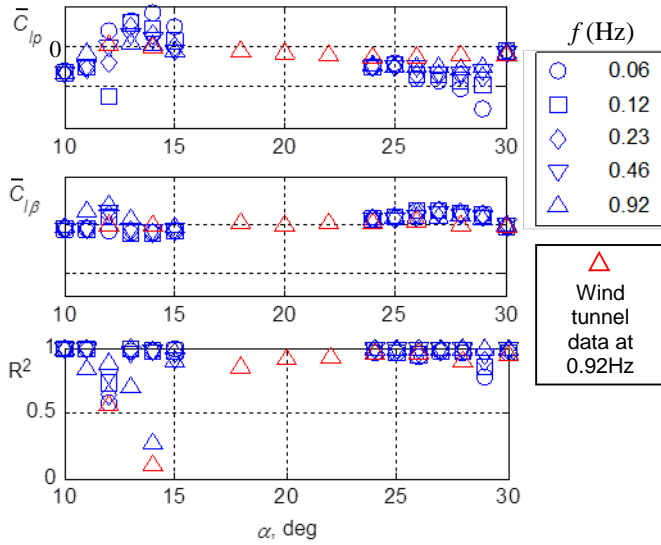 C̄lp
0
10 15 20 25 30
C̄lβ
10 15 20 25 30
R²
1
0.5
0
10 15 20 25 30
α, deg
f (Hz)
0.06
0.12
0.23
0.46
0.92
Wind
tunnel
data at
0.92Hz